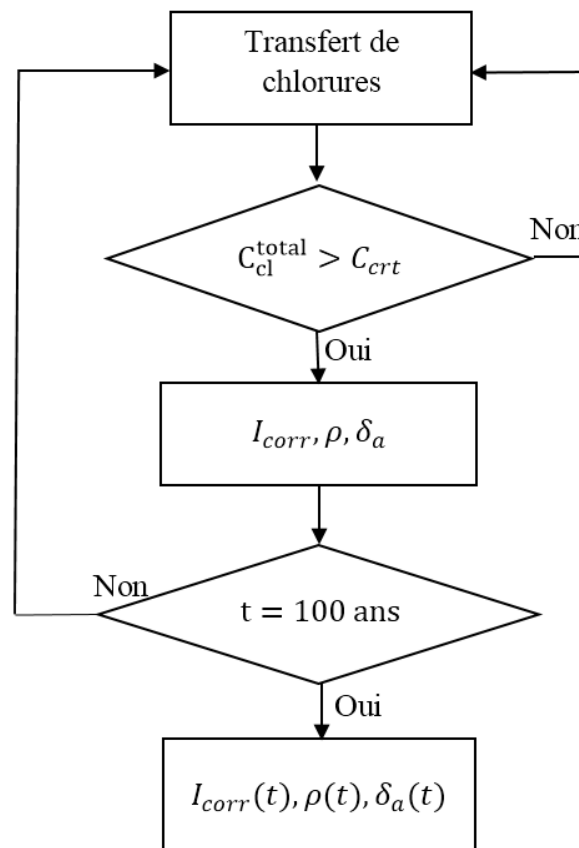 Transfert de
chlorures
C_cl^total > C_crt
Non
Oui
I_corr, ρ, δ_a
Non
t = 100 ans
Oui
I_corr(t), ρ(t), δ_a(t)